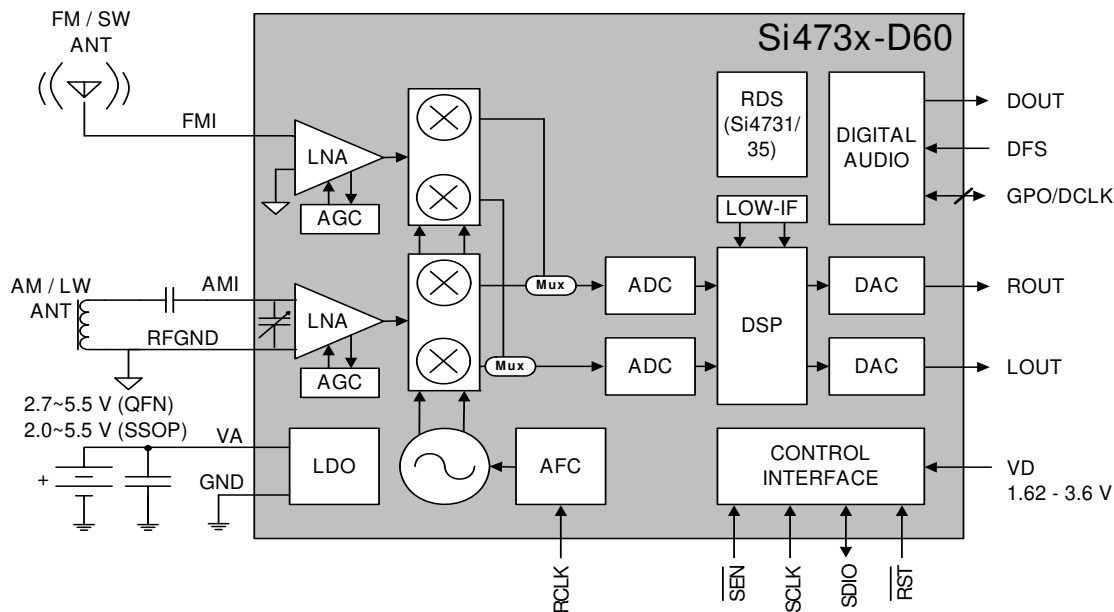 FM / SW
ANT
Si473x-D60
RDS
(Si4731/
35)
DIGITAL
AUDIO
DOUT
DFS
GPO/DCLK
FMI
LNA
AGC
LOW-IF
AM / LW
ANT
AMI
RFGND
LNA
AGC
Mux
Mux
ADC
ADC
DSP
DAC
DAC
ROUT
LOUT
2.7~5.5 V (QFN)
2.0~5.5 V (SSOP)
VA
+
GND
LDO
AFC
CONTROL
INTERFACE
VD
1.62 - 3.6 V
RCLK
SEN
SCLK
SDIO
RST